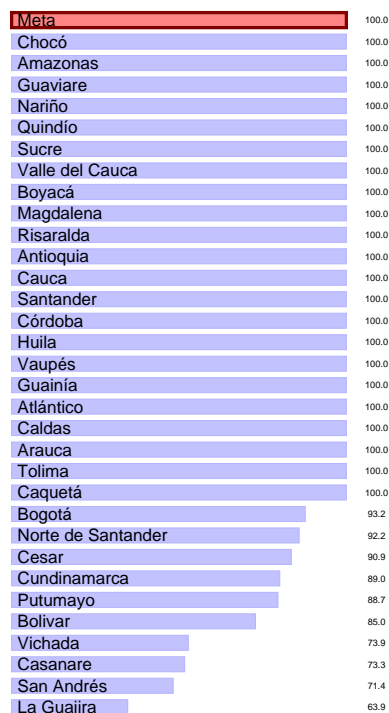 Meta 100.0
Chocó 100.0
Amazonas 100.0
Guaviare 100.0
Nariño 100.0
Quindío 100.0
Sucre 100.0
Valle del Cauca 100.0
Boyacá 100.0
Magdalena 100.0
Risaralda 100.0
Antioquia 100.0
Cauca 100.0
Santander 100.0
Córdoba 100.0
Huila 100.0
Vaupés 100.0
Guainía 100.0
Atlántico 100.0
Caldas 100.0
Arauca 100.0
Tolima 100.0
Caquetá 100.0
Bogotá 93.2
Norte de Santander 92.2
Cesar 90.9
Cundinamarca 89.0
Putumayo 88.7
Bolivar 85.0
Vichada 73.9
Casanare 73.3
San Andrés 71.4
La Guajira 63.9